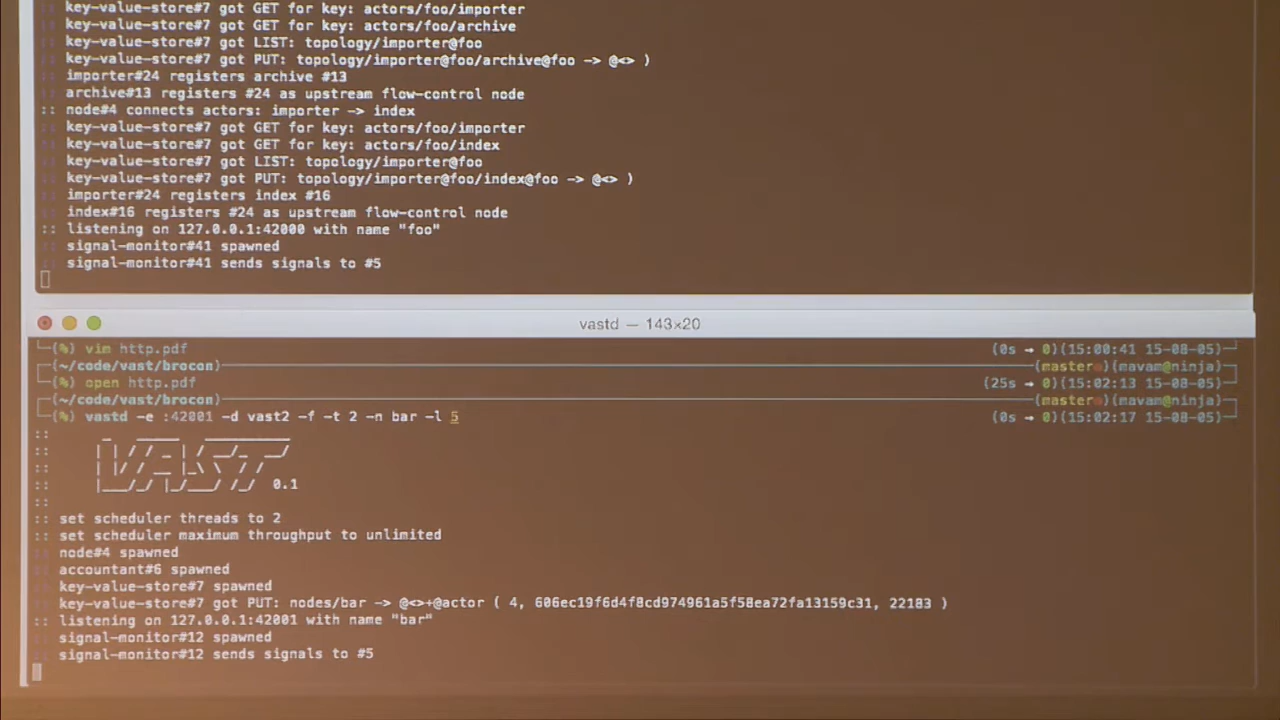 :: key-value-store#7 got GET for key: actors/foo/importer
:: key-value-store#7 got GET for key: actors/foo/archive
:: key-value-store#7 got LIST: topology/importer@foo
:: key-value-store#7 got PUT: topology/importer@foo/archive@foo -> @<> )
:: importer#24 registers archive #13
:: archive#13 registers #24 as upstream flow-control node
:: node#4 connects actors: importer -> index
:: key-value-store#7 got GET for key: actors/foo/importer
:: key-value-store#7 got GET for key: actors/foo/index
:: key-value-store#7 got LIST: topology/importer@foo
:: key-value-store#7 got PUT: topology/importer@foo/index@foo -> @<> )
:: importer#24 registers index #16
:: index#16 registers #24 as upstream flow-control node
:: listening on 127.0.0.1:42000 with name "foo"
:: signal-monitor#41 spawned
:: signal-monitor#41 sends signals to #5
vastd — 143×20
(%) vim http.pdf (0s → 0)(15:00:41 15-08-05)
(~/code/vast/brocon) (master●)(mavam@ninja)
(%) open http.pdf (25s → 0)(15:02:13 15-08-05)
(~/code/vast/brocon) (master●)(mavam@ninja)
(%) vastd -e :42001 -d vast2 -f -t 2 -n bar -l 5 (0s → 0)(15:02:17 15-08-05)
:: VAST 0.1
:: set scheduler threads to 2
:: set scheduler maximum throughput to unlimited
:: node#4 spawned
:: accountant#6 spawned
:: key-value-store#7 spawned
:: key-value-store#7 got PUT: nodes/bar -> @<>+@actor ( 4, 606ec19f6d4f8cd974961a5f58ea72fa13159c31, 22183 )
:: listening on 127.0.0.1:42001 with name "bar"
:: signal-monitor#12 spawned
:: signal-monitor#12 sends signals to #5